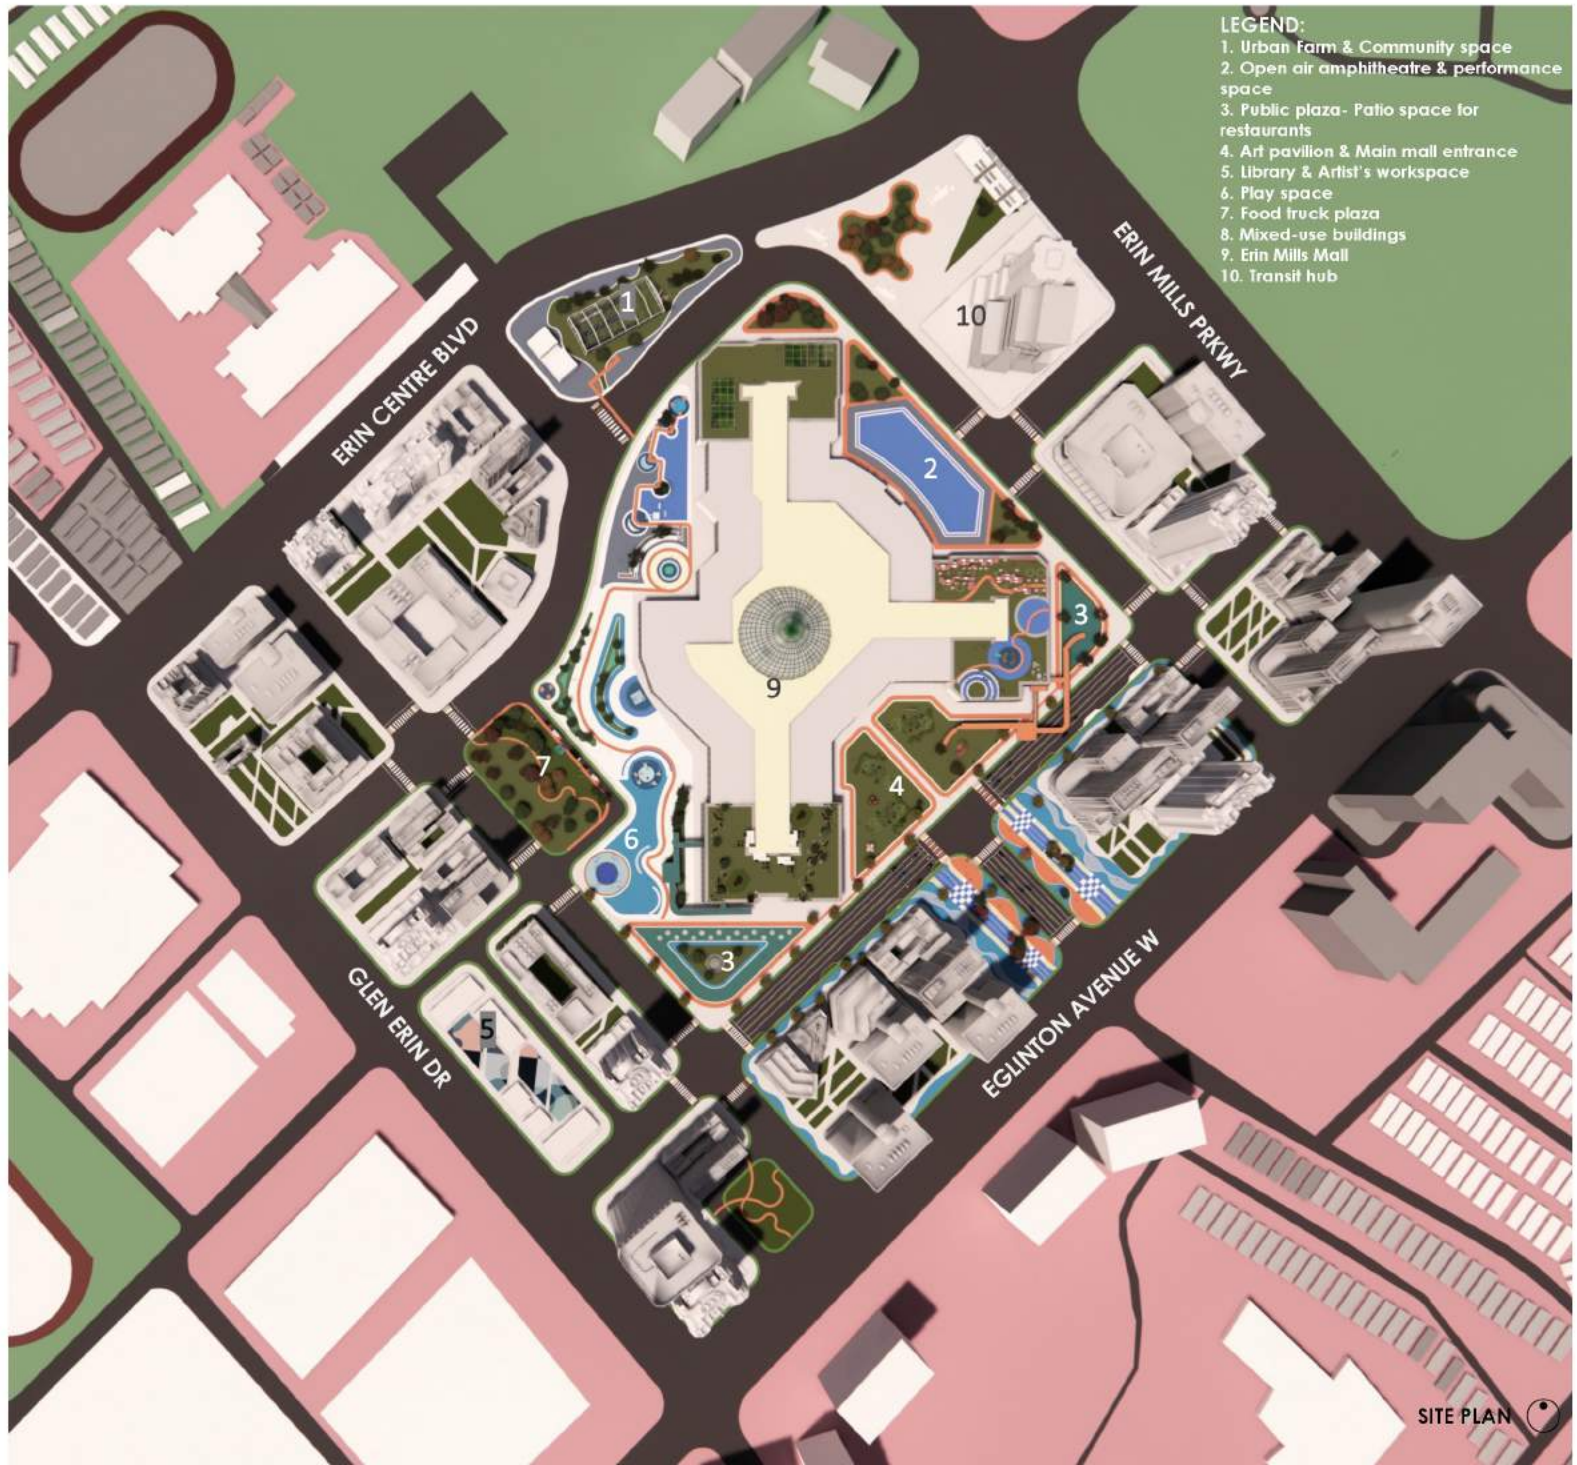 LEGEND:
1. Urban Farm & Community space
2. Open air amphitheatre & performance
space
3. Public plaza- Patio space for
restaurants
4. Art pavilion & Main mall entrance
5. Library & Artist's workspace
6. Play space
7. Food truck plaza
8. Mixed-use buildings
9. Erin Mills Mall
10. Transit hub
ERIN MILLS PRKWY
ERIN CENTRE BLVD
1
10
2
3
9
7
4
6
3
5
GLEN ERIN DR
EGLINTON AVENUE W
SITE PLAN